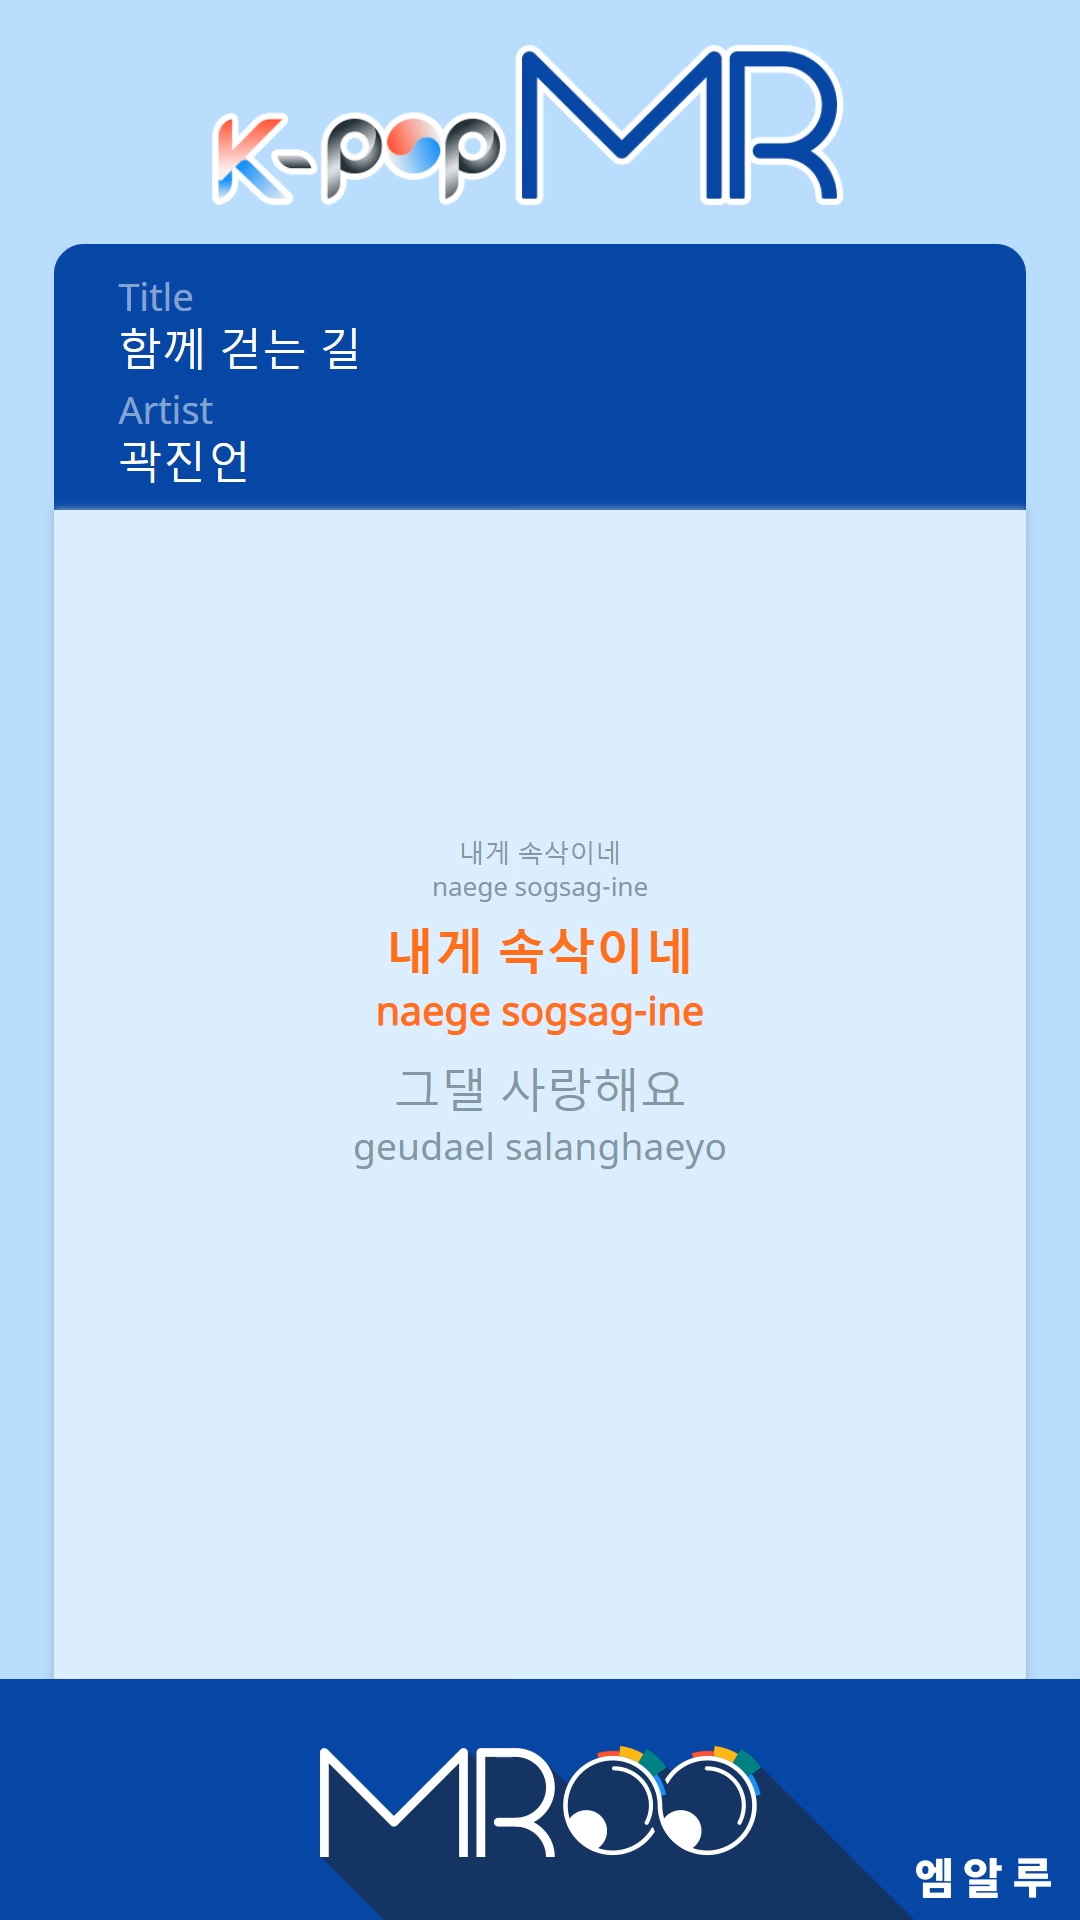 K-pop MR
Title
함께 걷는 길
Artist
곽진언
내게 속삭이네
naege sogsag-ine
내게 속삭이네
naege sogsag-ine
그댈 사랑해요
geudael salanghaeyo
MROO
엠알루